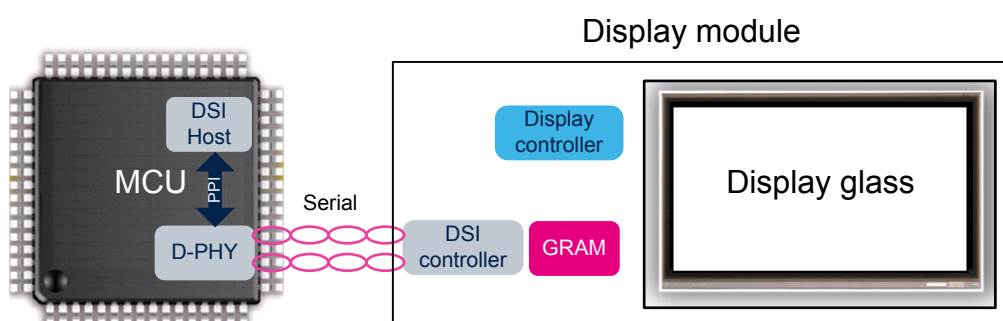 Display module
DSI
Host
MCU
PPI
D-PHY
Serial
Display
controller
DSI
controller
GRAM
Display glass